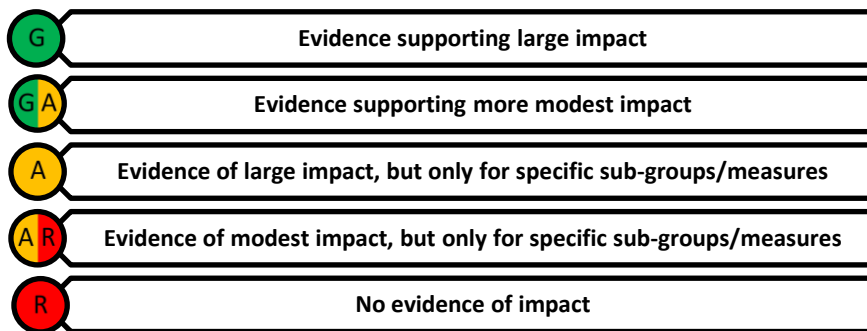 G Evidence supporting large impact
G A Evidence supporting more modest impact
A Evidence of large impact, but only for specific sub-groups/measures
A R Evidence of modest impact, but only for specific sub-groups/measures
R No evidence of impact